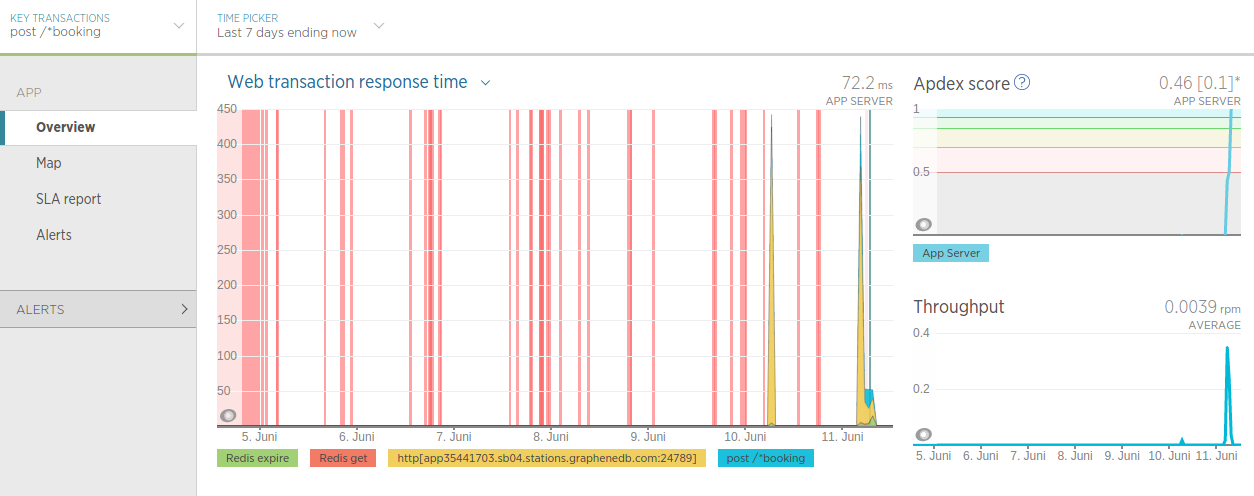 KEY TRANSACTIONS
post /*booking
TIME PICKER
Last 7 days ending now
APP
Overview
Map
SLA report
Alerts
ALERTS
Web transaction response time
72.2 ms
APP SERVER
450
400
350
300
250
200
150
100
50
5. Juni 6. Juni 7. Juni 8. Juni 9. Juni 10. Juni 11. Juni
Redis expire Redis get http[app35441703.sb04.stations.graphenedb.com:24789] post /*booking
Apdex score ?
0.46 [0.1]*
APP SERVER
1
0.5
App Server
Throughput
0.0039 rpm
AVERAGE
0.4
0.2
5. Juni 6. Juni 7. Juni 8. Juni 9. Juni 10. Juni 11. Juni